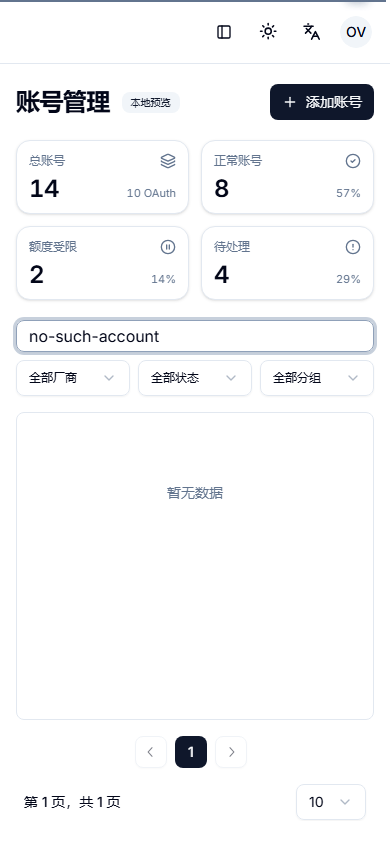 OV
账号管理 本地预览 添加账号
总账号
14 10 OAuth
正常账号
8 57%
额度受限
2 14%
待处理
4 29%
no-such-account
全部厂商 全部状态 全部分组
暂无数据
1
第 1 页，共 1 页 10